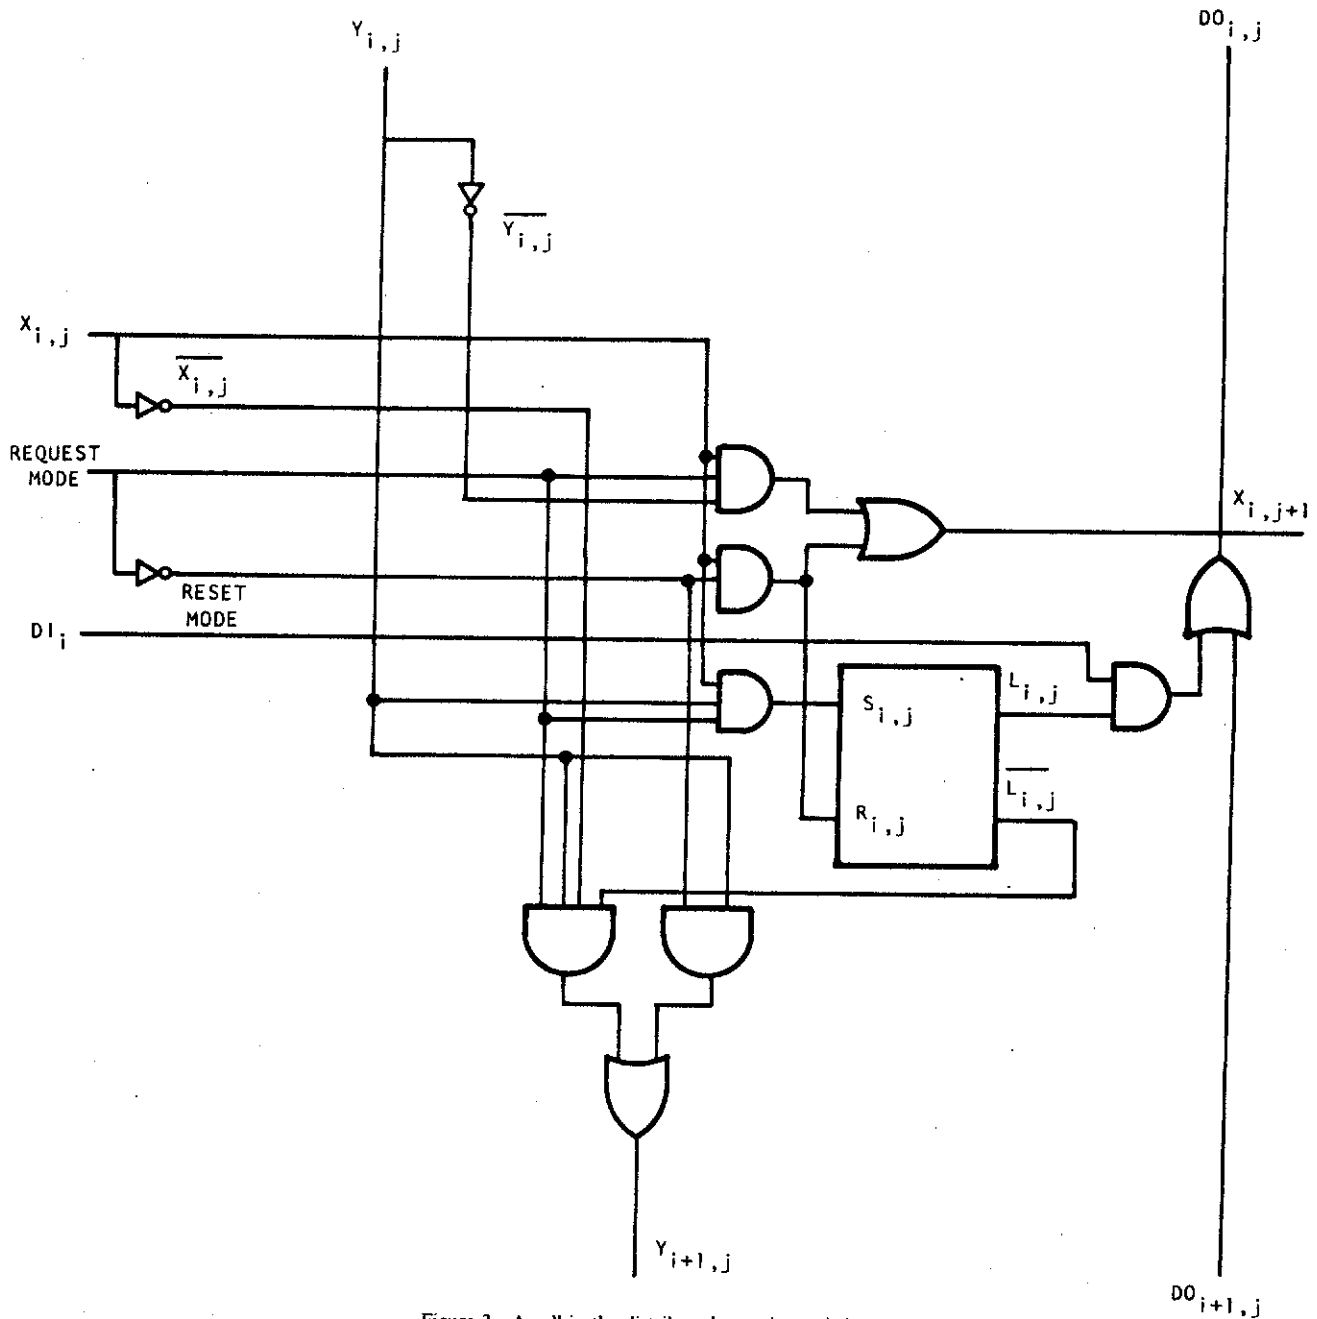 Y i,j
DO i,j
Y̅ i,j
X i,j
X̅ i,j
REQUEST
MODE
X i,j+1
RESET
MODE
DI i
L i,j
S i,j
L̅ i,j
R i,j
Y i+1,j
DO i+1,j